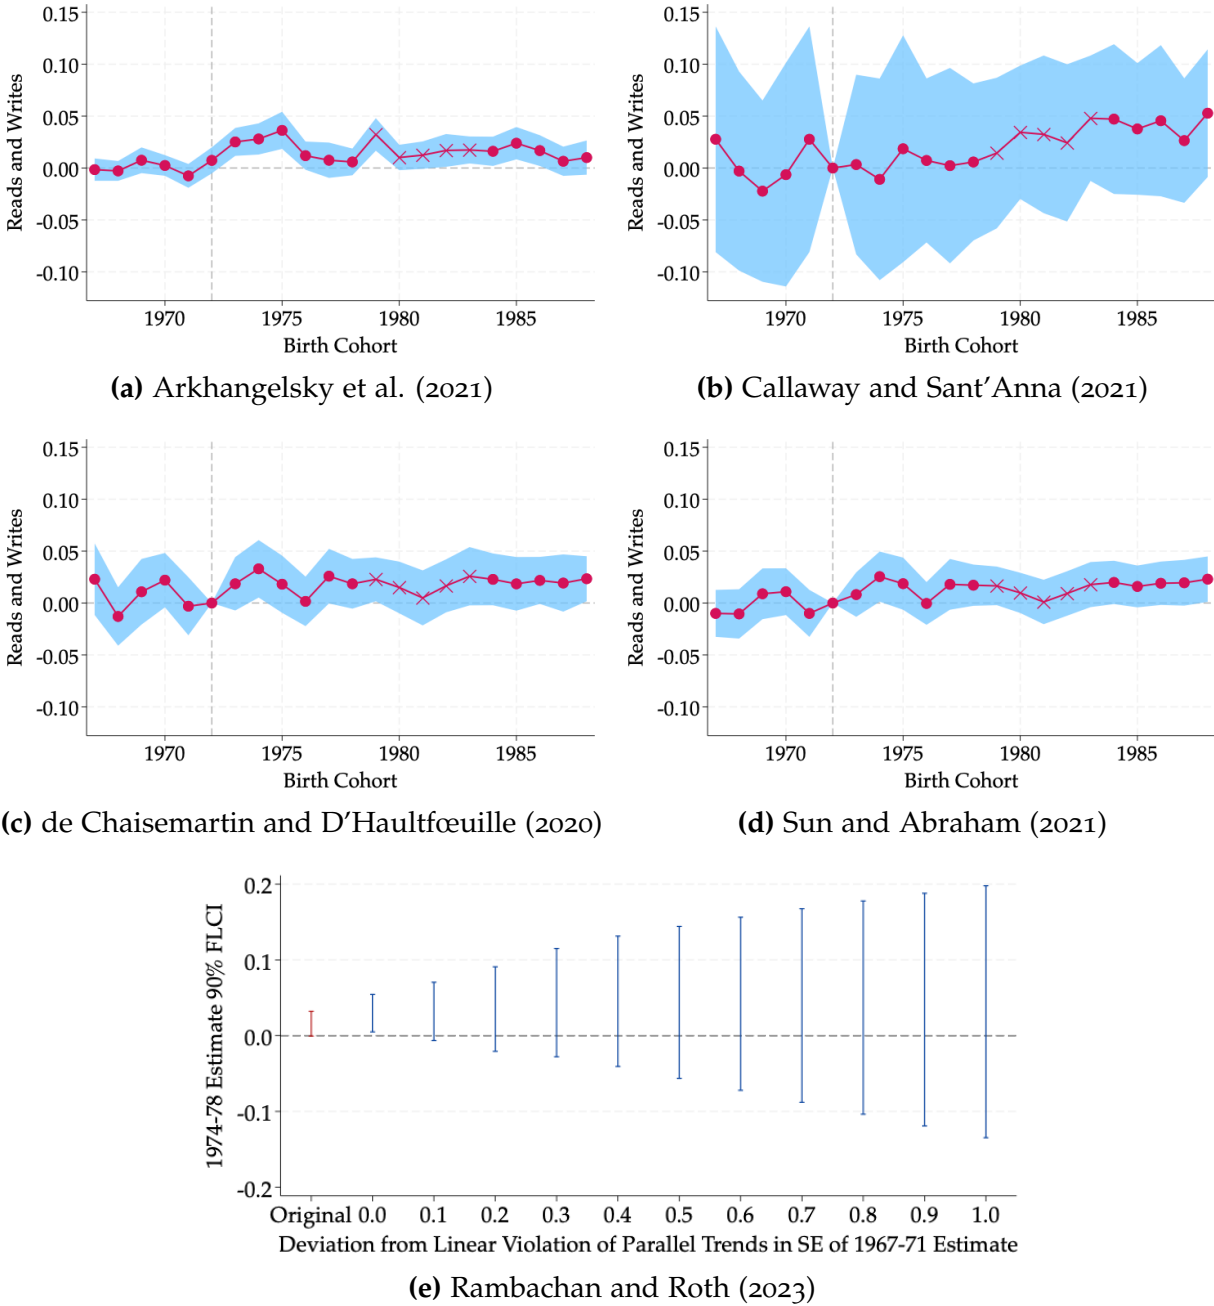 0.15
0.10
0.05
0.00
-0.05
-0.10
Reads and Writes
1970 1975 1980 1985
Birth Cohort
(a) Arkhangelsky et al. (2021)
0.15
0.10
0.05
0.00
-0.05
-0.10
Reads and Writes
1970 1975 1980 1985
Birth Cohort
(b) Callaway and Sant'Anna (2021)
0.15
0.10
0.05
0.00
-0.05
-0.10
Reads and Writes
1970 1975 1980 1985
Birth Cohort
(c) de Chaisemartin and D'Haultfœuille (2020)
0.15
0.10
0.05
0.00
-0.05
-0.10
Reads and Writes
1970 1975 1980 1985
Birth Cohort
(d) Sun and Abraham (2021)
0.2
0.1
0.0
-0.1
-0.2
1974-78 Estimate 90% FLCI
Original 0.0 0.1 0.2 0.3 0.4 0.5 0.6 0.7 0.8 0.9 1.0
Deviation from Linear Violation of Parallel Trends in SE of 1967-71 Estimate
(e) Rambachan and Roth (2023)